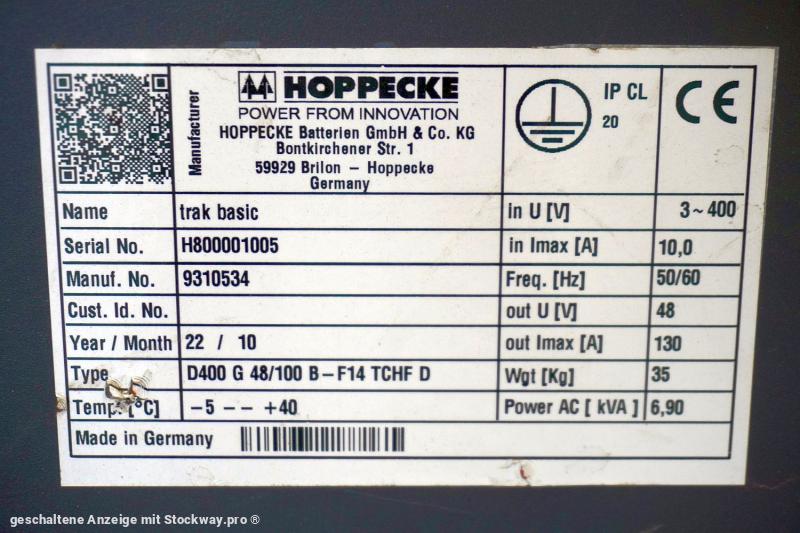 Manufacturer
HOPPECKE
POWER FROM INNOVATION
HOPPECKE Batterien GmbH & Co. KG
Bontkirchener Str. 1
59929 Brilon – Hoppecke
Germany
IP CL
20
CE
Name trak basic in U [V] 3~400
Serial No. H800001005 in Imax [A] 10,0
Manuf. No. 9310534 Freq. [Hz] 50/60
Cust. Id. No. out U [V] 48
Year / Month 22 / 10 out Imax [A] 130
Type D400 G 48/100 B–F14 TCHF D Wgt [Kg] 35
Temp. [°C] –5 –– +40 Power AC [ kVA ] 6,90
Made in Germany
geschaltene Anzeige mit Stockway.pro ®